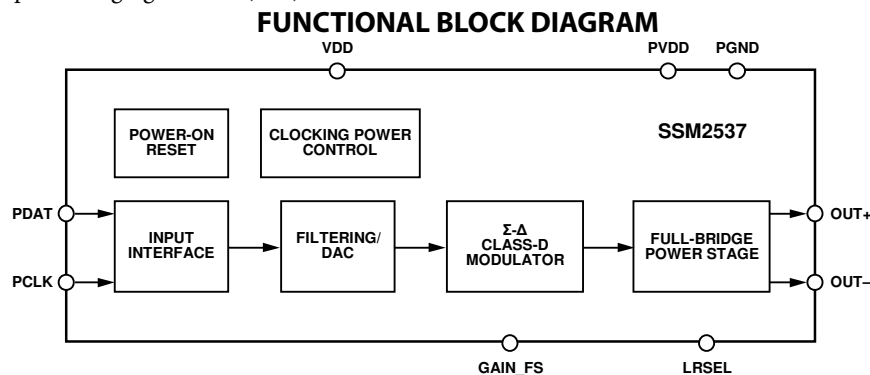 FUNCTIONAL BLOCK DIAGRAM
VDD
PVDD
PGND
POWER-ON
RESET
CLOCKING POWER
CONTROL
SSM2537
PDAT
PCLK
INPUT
INTERFACE
FILTERING/
DAC
Σ-Δ
CLASS-D
MODULATOR
FULL-BRIDGE
POWER STAGE
OUT+
OUT–
GAIN_FS
LRSEL